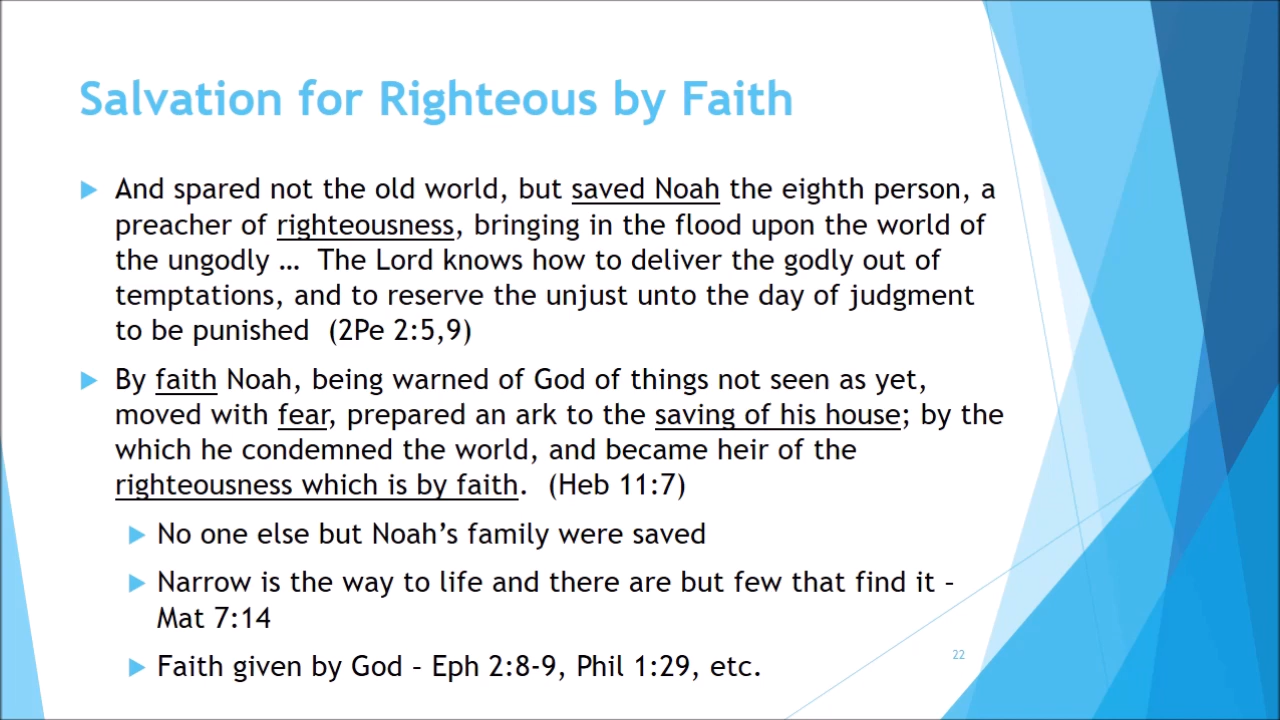 Salvation for Righteous by Faith
And spared not the old world, but saved Noah the eighth person, a
preacher of righteousness, bringing in the flood upon the world of
the ungodly … The Lord knows how to deliver the godly out of
temptations, and to reserve the unjust unto the day of judgment
to be punished (2Pe 2:5,9)
By faith Noah, being warned of God of things not seen as yet,
moved with fear, prepared an ark to the saving of his house; by the
which he condemned the world, and became heir of the
righteousness which is by faith. (Heb 11:7)
No one else but Noah’s family were saved
Narrow is the way to life and there are but few that find it –
Mat 7:14
Faith given by God – Eph 2:8-9, Phil 1:29, etc.
22